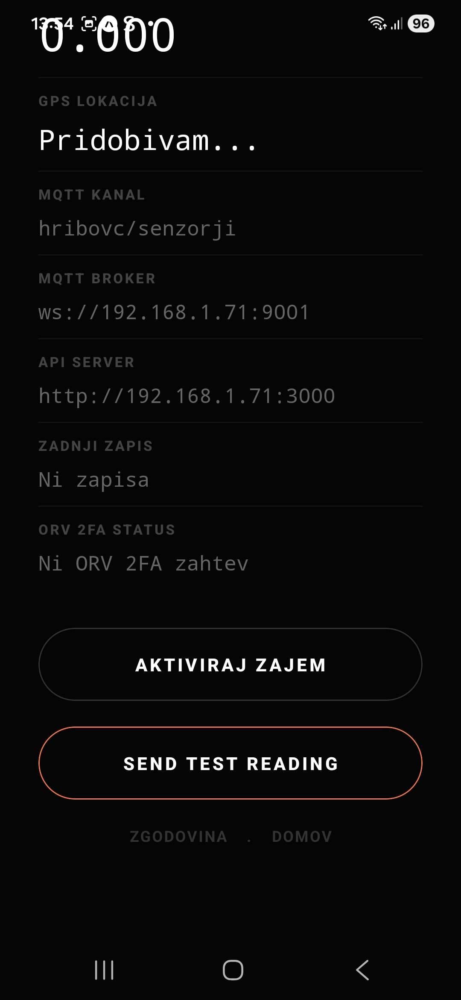 13:54
96
0.000
GPS LOKACIJA
Pridobivam...
MQTT KANAL
hribovc/senzorji
MQTT BROKER
ws://192.168.1.71:9001
API SERVER
http://192.168.1.71:3000
ZADNJI ZAPIS
Ni zapisa
ORV 2FA STATUS
Ni ORV 2FA zahtev
AKTIVIRAJ ZAJEM
SEND TEST READING
ZGODOVINA . DOMOV